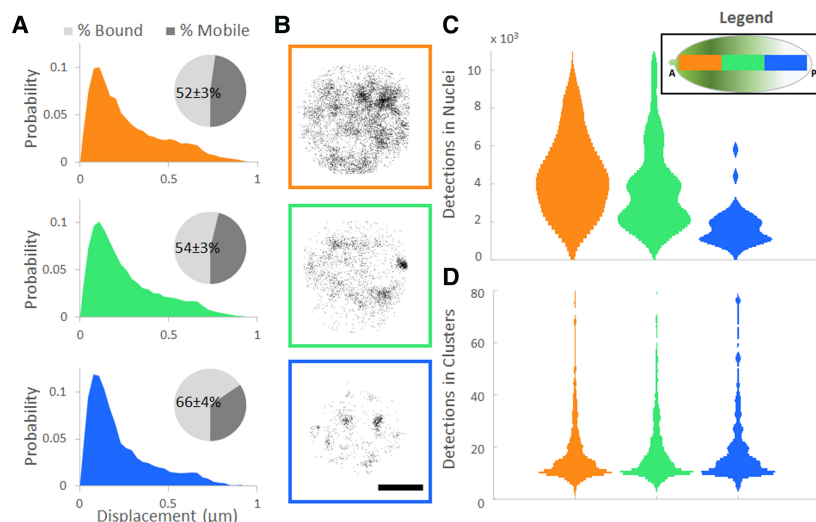 A
% Bound
% Mobile
Probability
0.1
0.05
0
52±3%
0
0.5
1
Probability
0.1
0.05
0
54±3%
0
0.5
1
Probability
0.1
0.05
0
66±4%
0
0.5
1
Displacement (μm)
B
C
Detections in Nuclei
x 10³
10
8
6
4
2
0
Legend
A
P
D
Detections in Clusters
80
60
40
20
0